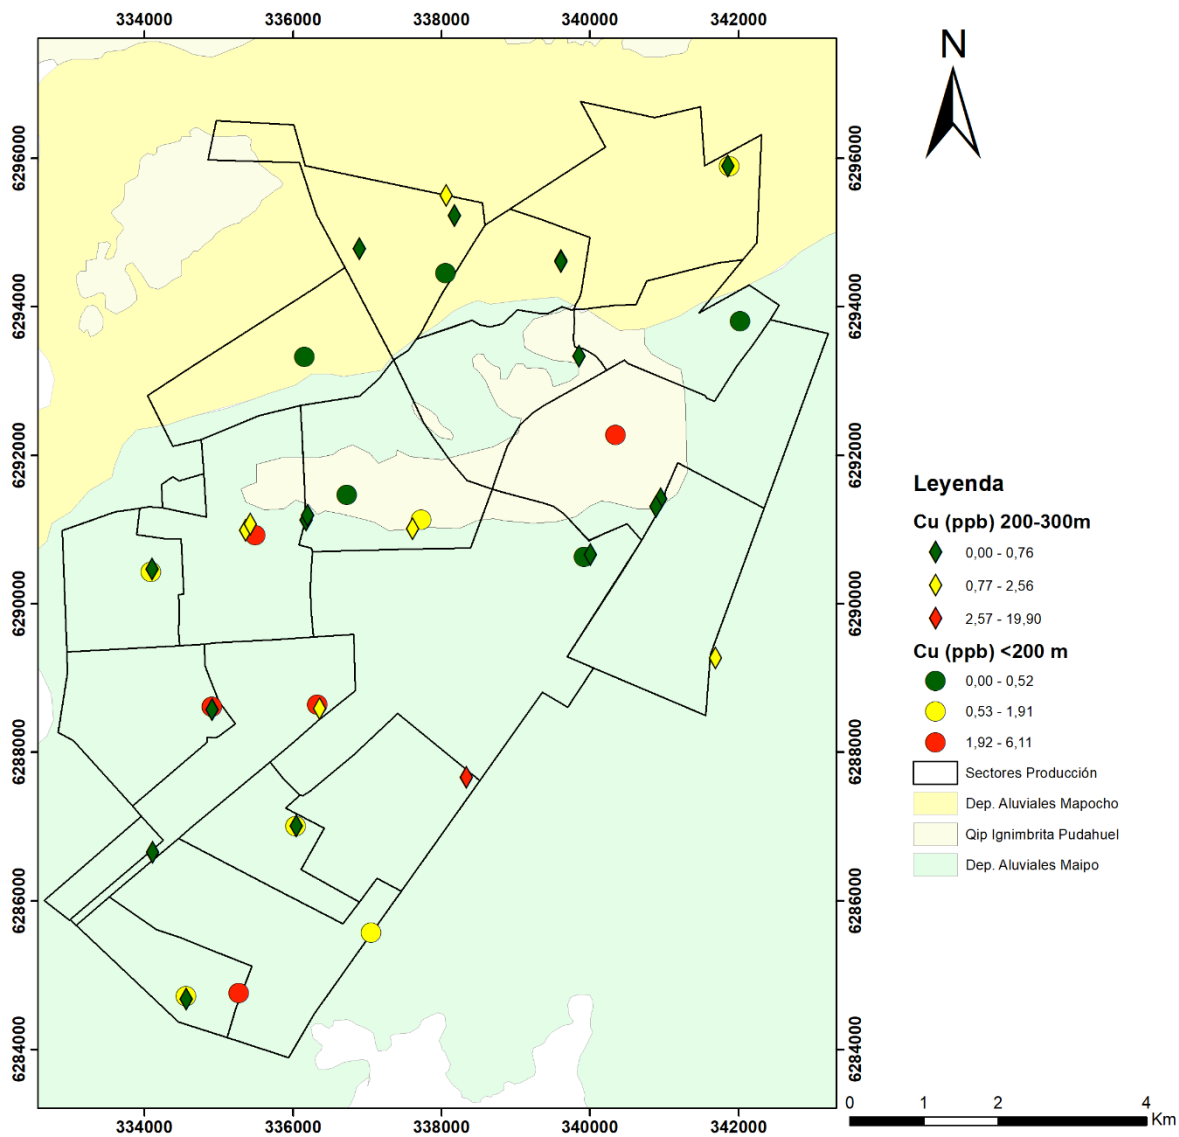 334000 336000 338000 340000 342000
N
6296000 6296000
6294000 6294000
6292000 6292000
6290000 6290000
6288000 6288000
6286000 6286000
6284000 6284000
334000 336000 338000 340000 342000
Leyenda
Cu (ppb) 200-300m
0,00 - 0,76
0,77 - 2,56
2,57 - 19,90
Cu (ppb) <200 m
0,00 - 0,52
0,53 - 1,91
1,92 - 6,11
Sectores Producción
Dep. Aluviales Mapocho
Qip Ignimbrita Pudahuel
Dep. Aluviales Maipo
0 1 2 4
Km